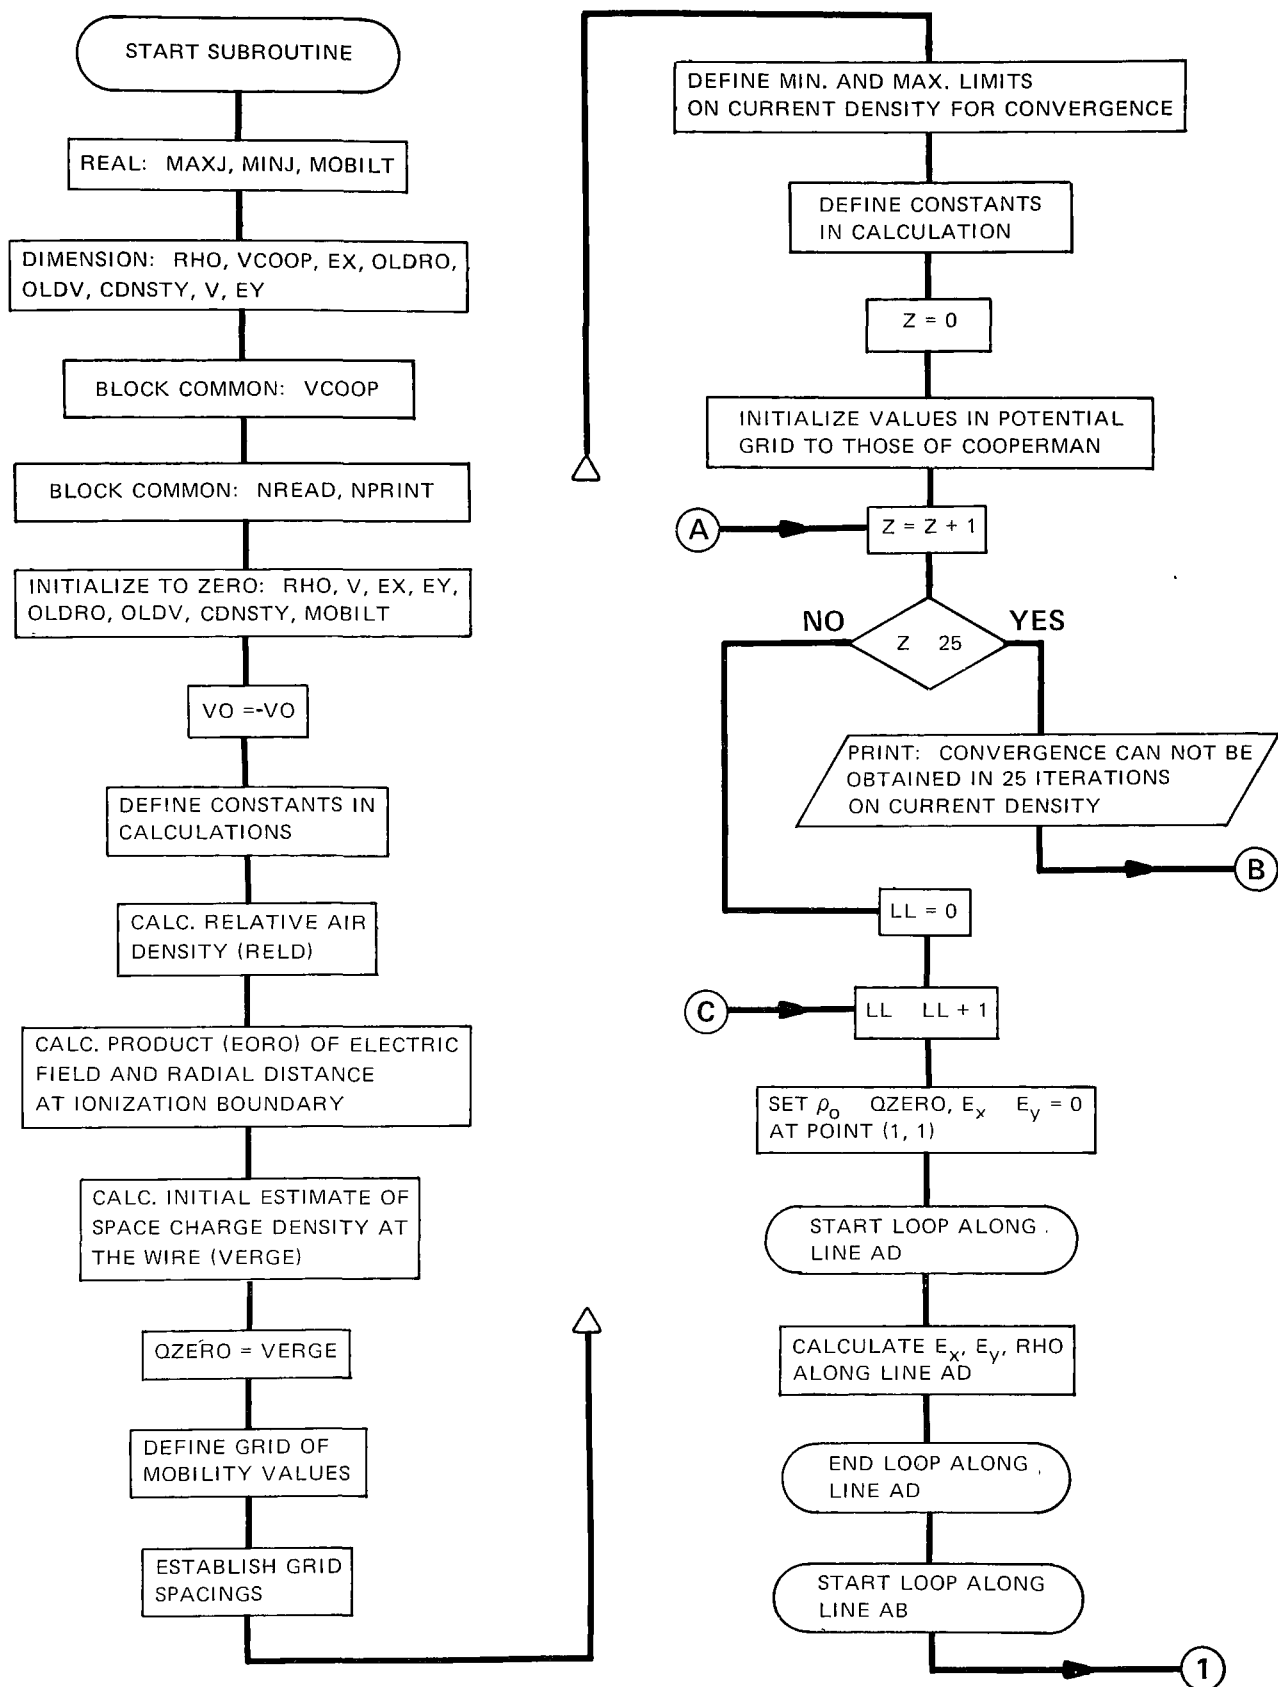 START SUBROUTINE
REAL: MAXJ, MINJ, MOBILT
DIMENSION: RHO, VCOOP, EX, OLDRO,
OLDV, CDNSTY, V, EY
BLOCK COMMON: VCOOP
BLOCK COMMON: NREAD, NPRINT
INITIALIZE TO ZERO: RHO, V, EX, EY,
OLDRO, OLDV, CDNSTY, MOBILT
VO =-VO
DEFINE CONSTANTS IN
CALCULATIONS
CALC. RELATIVE AIR
DENSITY (RELD)
CALC. PRODUCT (EORO) OF ELECTRIC
FIELD AND RADIAL DISTANCE
AT IONIZATION BOUNDARY
CALC. INITIAL ESTIMATE OF
SPACE CHARGE DENSITY AT
THE WIRE (VERGE)
QZERO = VERGE
DEFINE GRID OF
MOBILITY VALUES
ESTABLISH GRID
SPACINGS
DEFINE MIN. AND MAX. LIMITS
ON CURRENT DENSITY FOR CONVERGENCE
DEFINE CONSTANTS
IN CALCULATION
Z = 0
INITIALIZE VALUES IN POTENTIAL
GRID TO THOSE OF COOPERMAN
A
Z = Z + 1
NO
YES
Z 25
PRINT: CONVERGENCE CAN NOT BE
OBTAINED IN 25 ITERATIONS
ON CURRENT DENSITY
B
LL = 0
C
LL LL + 1
SET ρo QZERO, Ex Ey = 0
AT POINT (1, 1)
START LOOP ALONG
LINE AD
CALCULATE Ex, Ey, RHO
ALONG LINE AD
END LOOP ALONG
LINE AD
START LOOP ALONG
LINE AB
1